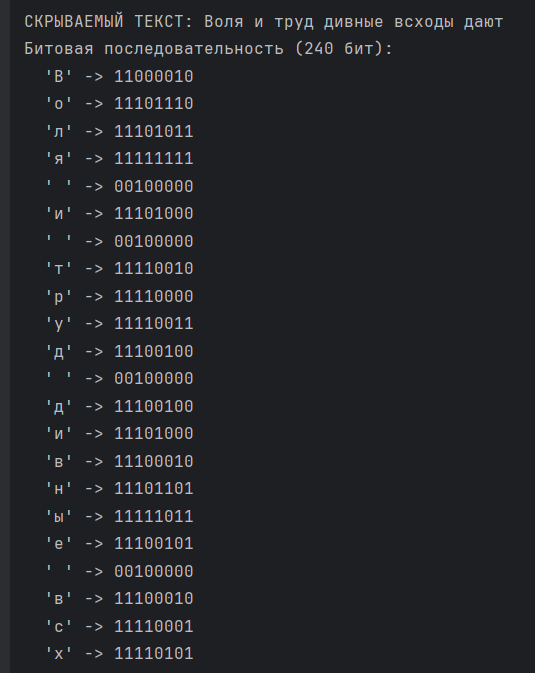 СКРЫВАЕМЫЙ ТЕКСТ: Воля и труд дивные всходы дают
Битовая последовательность (240 бит):
'В' -> 11000010
'о' -> 11101110
'л' -> 11101011
'я' -> 11111111
' ' -> 00100000
'и' -> 11101000
' ' -> 00100000
'т' -> 11110010
'р' -> 11110000
'у' -> 11110011
'д' -> 11100100
' ' -> 00100000
'д' -> 11100100
'и' -> 11101000
'в' -> 11100010
'н' -> 11101101
'ы' -> 11111011
'е' -> 11100101
' ' -> 00100000
'в' -> 11100010
'с' -> 11110001
'х' -> 11110101